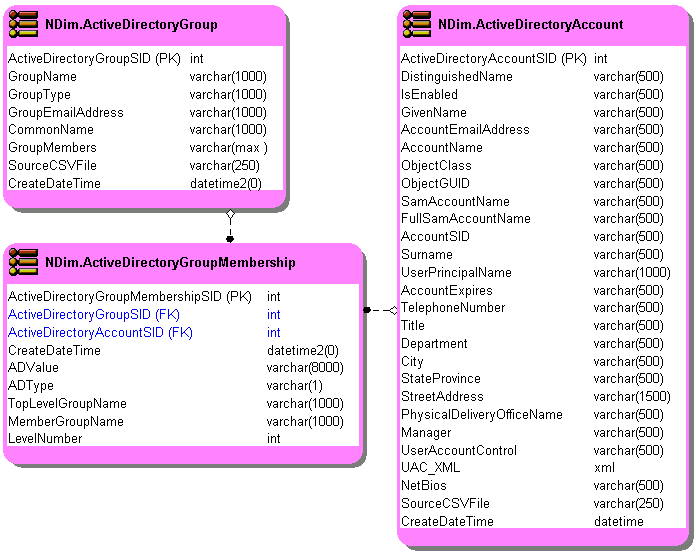 NDim.ActiveDirectoryGroup
ActiveDirectoryGroupSID (PK) int
GroupName varchar(1000)
GroupType varchar(1000)
GroupEmailAddress varchar(1000)
CommonName varchar(1000)
GroupMembers varchar(max )
SourceCSVFile varchar(250)
CreateDateTime datetime2(0)
NDim.ActiveDirectoryGroupMembership
ActiveDirectoryGroupMembershipSID (PK) int
ActiveDirectoryGroupSID (FK) int
ActiveDirectoryAccountSID (FK) int
CreateDateTime datetime2(0)
ADValue varchar(8000)
ADType varchar(1)
TopLevelGroupName varchar(1000)
MemberGroupName varchar(1000)
LevelNumber int
NDim.ActiveDirectoryAccount
ActiveDirectoryAccountSID (PK) int
DistinguishedName varchar(500)
IsEnabled varchar(500)
GivenName varchar(500)
AccountEmailAddress varchar(500)
AccountName varchar(500)
ObjectClass varchar(500)
ObjectGUID varchar(500)
SamAccountName varchar(500)
FullSamAccountName varchar(500)
AccountSID varchar(500)
Surname varchar(500)
UserPrincipalName varchar(1000)
AccountExpires varchar(500)
TelephoneNumber varchar(500)
Title varchar(500)
Department varchar(500)
City varchar(500)
StateProvince varchar(500)
StreetAddress varchar(1500)
PhysicalDeliveryOfficeName varchar(500)
Manager varchar(500)
UserAccountControl varchar(500)
UAC_XML xml
NetBios varchar(500)
SourceCSVFile varchar(250)
CreateDateTime datetime